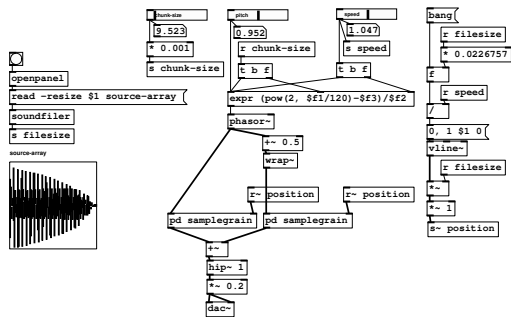 chunk-size
9.523
* 0.001
s chunk-size
pitch
0.952
r chunk-size
t b f
speed
1.047
s speed
t b f
expr (pow(2, $f1/120)-$f3)/$f2
phasor~
+~ 0.5
wrap~
r~ position
r~ position
pd samplegrain
pd samplegrain
+~
hip~ 1
*~ 0.2
dac~
openpanel
read -resize $1 source-array
soundfiler
s filesize
source-array
bang
r filesize
* 0.0226757
f
r speed
/
0, 1 $1 0
vline~
r filesize
*~
*~ 1
s~ position